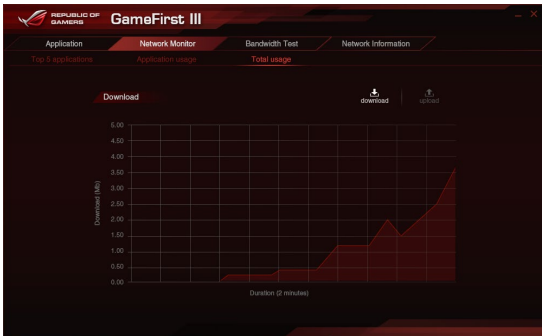 REPUBLIC OF
GAMERS
GameFirst III
Application Network Monitor Bandwidth Test Network Information
Top 5 applications Application usage Total usage
Download
download upload
5.00
4.50
4.00
3.50
3.00
2.50
2.00
1.50
1.00
0.50
0.00
Download (Mb)
Duration (2 minutes)